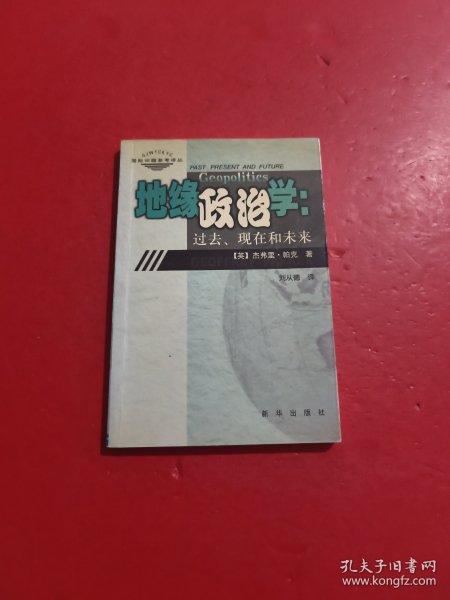 GJWTCKYC
国际问题参考译丛
PAST PRESENT AND FUTURE
Geopolitics
地缘政治学:
过去、现在和未来
【英】杰弗里·帕克 著
刘从德 译
新华出版社
孔夫子旧书网
www.kongfz.com